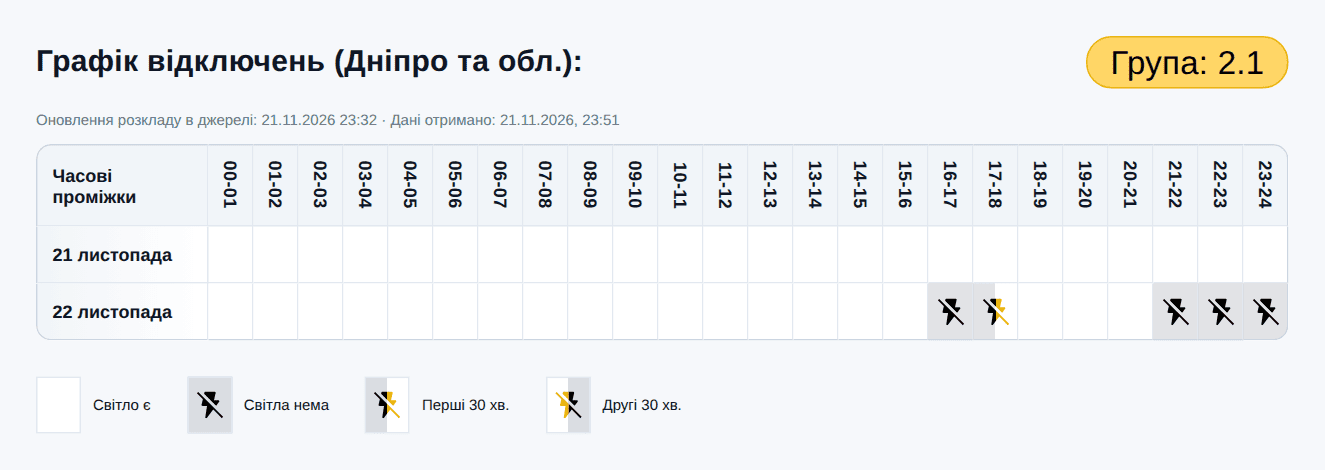 Графік відключень (Дніпро та обл.):
Група: 2.1
Оновлення розкладу в джерелі: 21.11.2026 23:32 · Дані отримано: 21.11.2026, 23:51
Часові
проміжки
00-01
01-02
02-03
03-04
04-05
05-06
06-07
07-08
08-09
09-10
10-11
11-12
12-13
13-14
14-15
15-16
16-17
17-18
18-19
19-20
20-21
21-22
22-23
23-24
21 листопада
22 листопада
Світло є
Світла нема
Перші 30 хв.
Другі 30 хв.